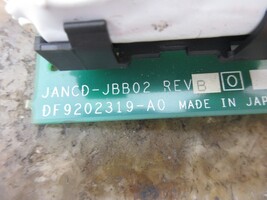 JANCD-JBB02 REV B 0
DF9202319-A0 MADE IN JAP